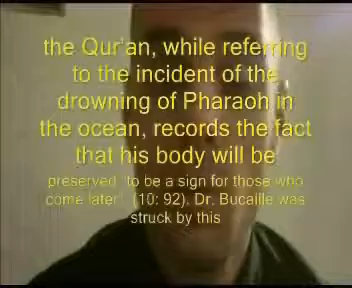 the Qur'an, while referring
to the incident of the
drowning of Pharaoh in
the ocean, records the fact
that his body will be
preserved "to be a sign for those who
come later" (10: 92). Dr. Bucaille was
struck by this